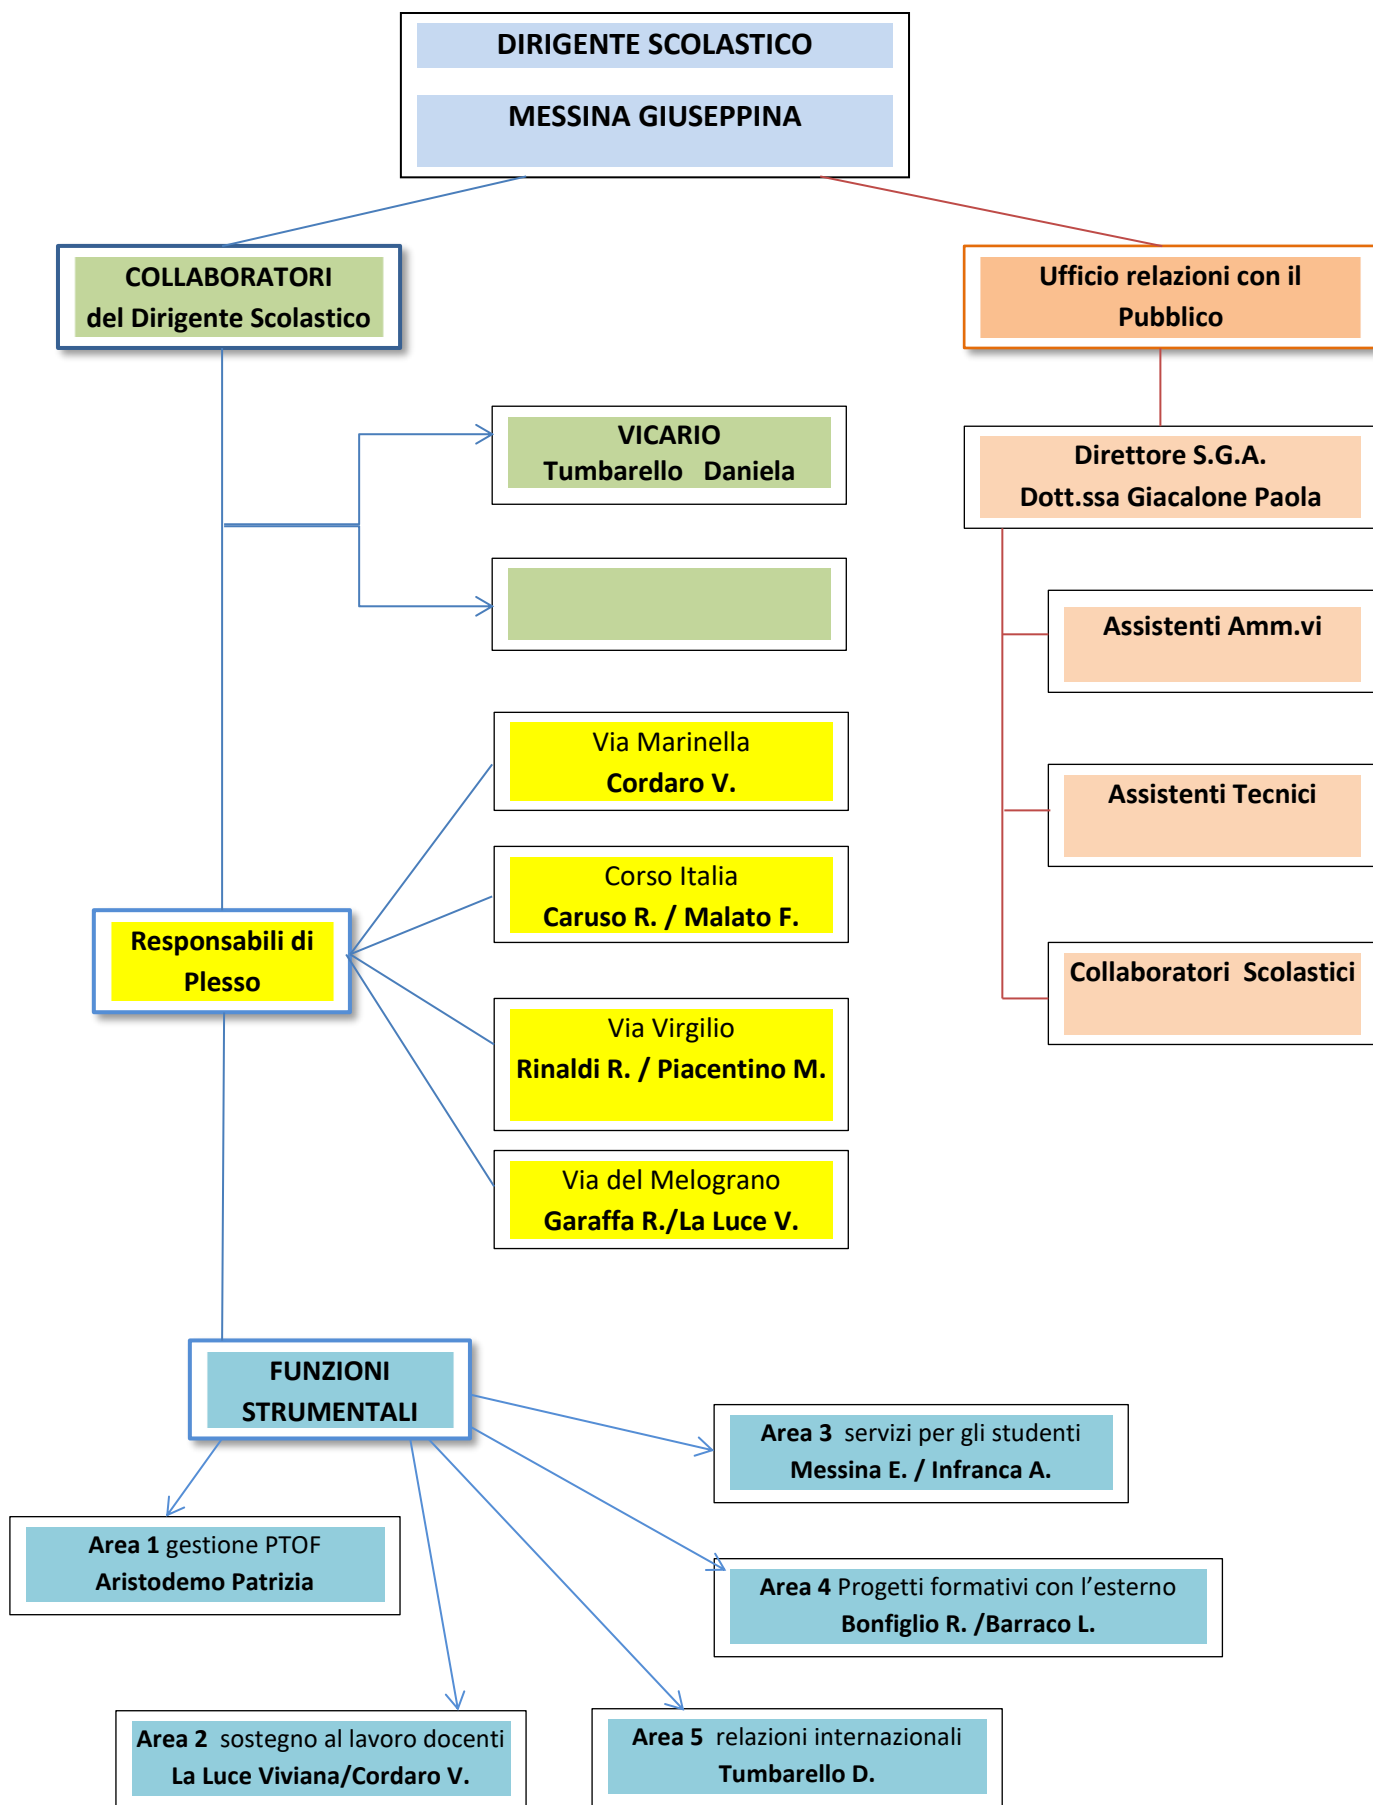 DIRIGENTE SCOLASTICO
MESSINA GIUSEPPINA
COLLABORATORI
del Dirigente Scolastico
Ufficio relazioni con il
Pubblico
VICARIO
Tumbarello Daniela
Direttore S.G.A.
Dott.ssa Giacalone Paola
Assistenti Amm.vi
Assistenti Tecnici
Collaboratori Scolastici
Responsabili di
Plesso
Via Marinella
Cordaro V.
Corso Italia
Caruso R. / Malato F.
Via Virgilio
Rinaldi R. / Piacentino M.
Via del Melograno
Garaffa R./La Luce V.
FUNZIONI
STRUMENTALI
Area 1 gestione PTOF
Aristodemo Patrizia
Area 2 sostegno al lavoro docenti
La Luce Viviana/Cordaro V.
Area 3 servizi per gli studenti
Messina E. / Infranca A.
Area 4 Progetti formativi con l'esterno
Bonfiglio R. /Barraco L.
Area 5 relazioni internazionali
Tumbarello D.